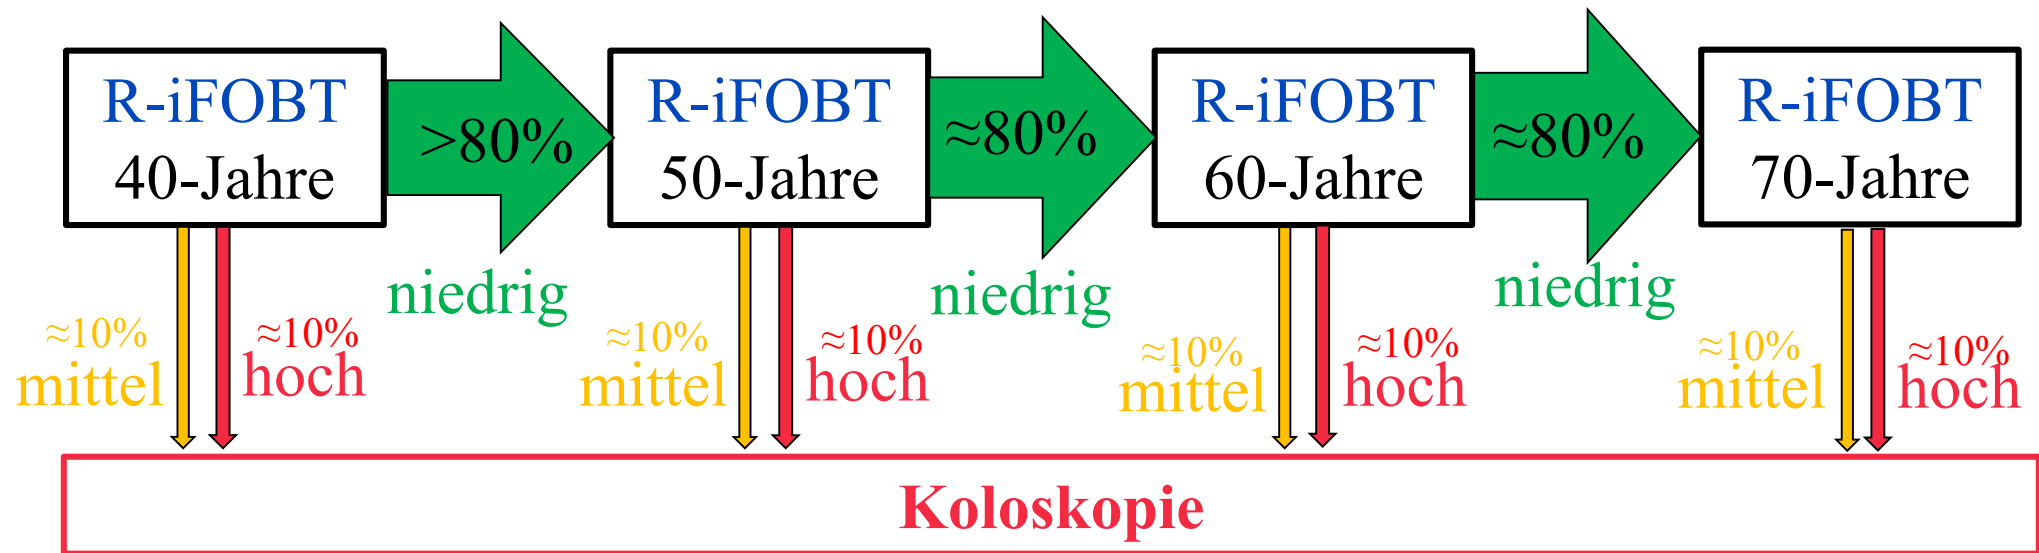 R-iFOBT
40-Jahre
>80%
niedrig
≈10%
mittel
≈10%
hoch
R-iFOBT
50-Jahre
≈80%
niedrig
≈10%
mittel
≈10%
hoch
R-iFOBT
60-Jahre
≈80%
niedrig
≈10%
mittel
≈10%
hoch
R-iFOBT
70-Jahre
≈10%
mittel
≈10%
hoch
Koloskopie